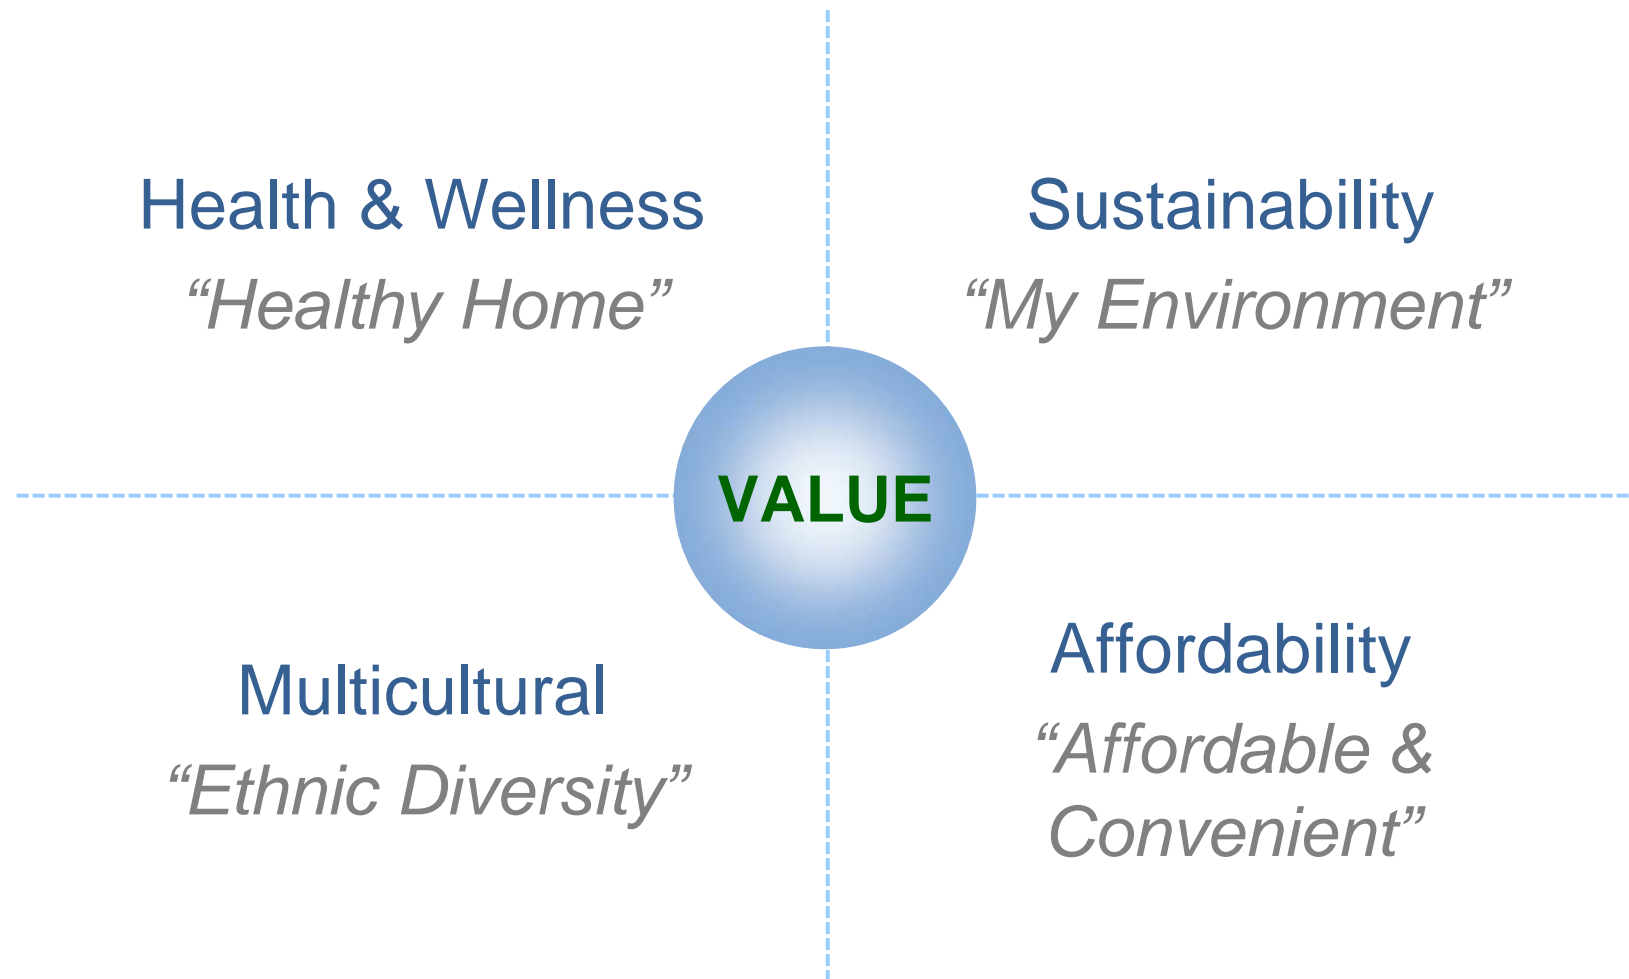 Health & Wellness
“Healthy Home”
Sustainability
“My Environment”
VALUE
Multicultural
“Ethnic Diversity”
Affordability
“Affordable &
Convenient”